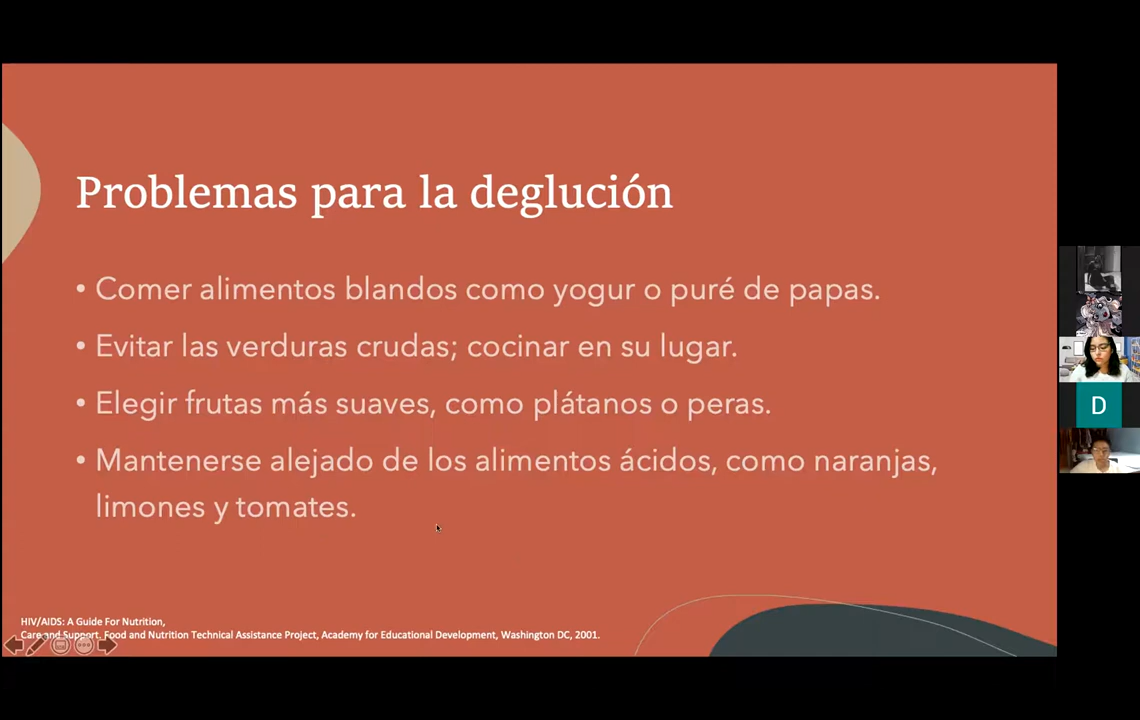 Problemas para la deglución
• Comer alimentos blandos como yogur o puré de papas.
• Evitar las verduras crudas; cocinar en su lugar.
• Elegir frutas más suaves, como plátanos o peras.
• Mantenerse alejado de los alimentos ácidos, como naranjas,
limones y tomates.
HIV/AIDS: A Guide For Nutrition,
Care and Support. Food and Nutrition Technical Assistance Project, Academy for Educational Development, Washington DC, 2001.
D